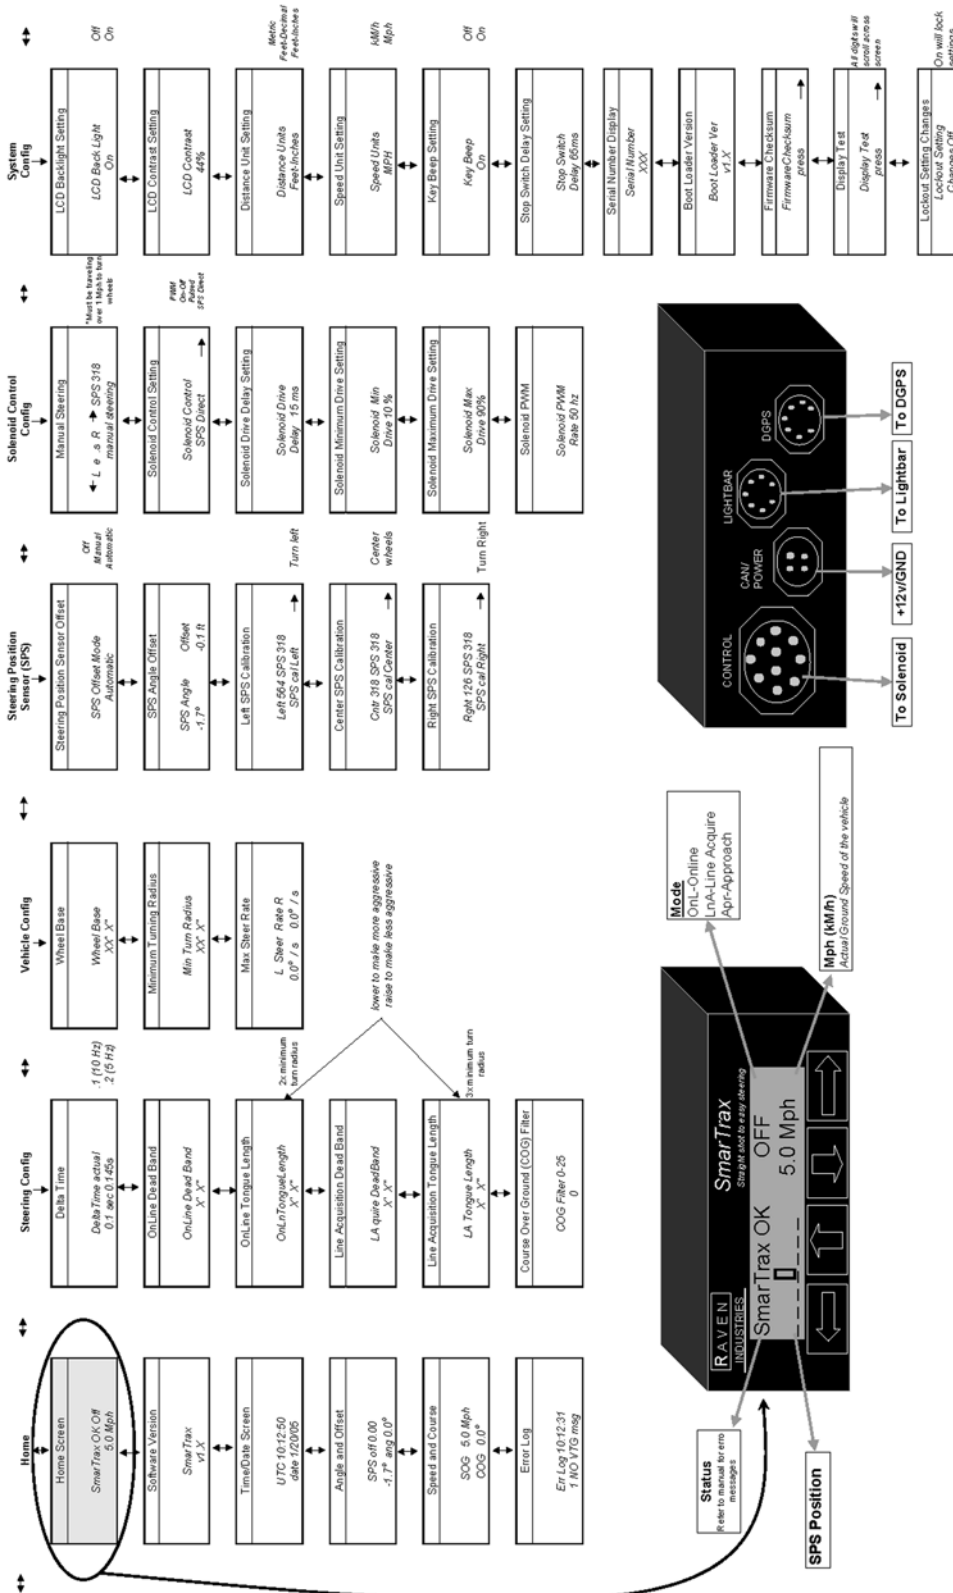 Home
Home Screen
SmarTrax OK Off
5.0 Mph
Software Version
SmarTrax
v1.X
Time/Date Screen
UTC 10:12:50
date 1/20/05
Angle and Offset
SPS off 0.00
-1.7° ang 0.0°
Speed and Course
SOG 5.0 Mph
COG 0.0°
Error Log
Err Log 10:12:31
1 NO VTG msg
Steering Config
Delta Time
Delta Time actual
0.1 sec 0.145s
.1 (10 Hz)
.2 (5 Hz)
OnLine Dead Band
OnLine Dead Band
X' X"
OnLine Tongue Length
OnLnTongueLength
X' X"
2x minimum
turn radius
Line Acquisition Dead Band
LA quire DeadBand
X' X"
Line Acquisition Tongue Length
LA Tongue Length
X' X"
3x minimum turn
radius
Course Over Ground (COG) Filter
COG Filter 0-25
0
lower to make more aggressive
raise to make less aggressive
Vehicle Config
Wheel Base
Wheel Base
XX' X"
Minimum Turning Radius
Min Turn Radius
XX' X"
Max Steer Rate
L Steer Rate R
0.0° / s 0.0° / s
Steering Position
Sensor (SPS)
Steering Position Sensor Offset
SPS Offset Mode
Automatic
Off
Manual
Automatic
SPS Angle Offset
SPS Angle Offset
-1.7° -0.1 ft
Left SPS Calibration
Left 564 SPS 318
SPS cal Left
Turn left
Center SPS Calibration
Cntr 318 SPS 318
SPS cal Center
Center
wheels
Right SPS Calibration
Rght 126 SPS 318
SPS cal Right
Turn Right
Solenoid Control
Config
Manual Steering
L e s R SPS 318
manual steering
*Must be traveling
over 1 Mph to turn
wheels
Solenoid Control Setting
Solenoid Control
SPS Direct
PWM
On-Off
Pulsed
SPS Direct
Solenoid Drive Delay Setting
Solenoid Drive
Delay 15 ms
Solenoid Minimum Drive Setting
Solenoid Min
Drive 10 %
Solenoid Maximum Drive Setting
Solenoid Max
Drive 90%
Solenoid PWM
Solenoid PWM
Rate 50 hz
System
Config
LCD Backlight Setting
LCD Back Light
On
Off
On
LCD Contrast Setting
LCD Contrast
44%
Distance Unit Setting
Distance Units
Feet-Inches
Metric
Feet-Decimal
Feet-Inches
Speed Unit Setting
Speed Units
MPH
kM/h
Mph
Key Beep Setting
Key Beep
On
Off
On
Stop Switch Delay Setting
Stop Switch
Delay 65ms
Serial Number Display
Serial Number
XXX
Boot Loader Version
Boot Loader Ver
v1.X
Firmware Checksum
FirmwareChecksum
press
Display Test
Display Test
press
All digits will
scroll across
screen
Lockout Setting Changes
Lockout Setting
Changes Off
On will lock
settings
RAVEN
INDUSTRIES
SmarTrax
Straight shot to easy steering
SmarTrax OK OFF
5.0 Mph
Status
Refer to manual for erro
messages
SPS Position
Mode
OnL-Online
LnA-Line Acquire
Apr-Approach
Mph (kM/h)
Actual Ground Speed of the vehicle
CONTROL
CAN/
POWER
LIGHTBAR
DGPS
To Solenoid
+12v/GND
To Lightbar
To DGPS